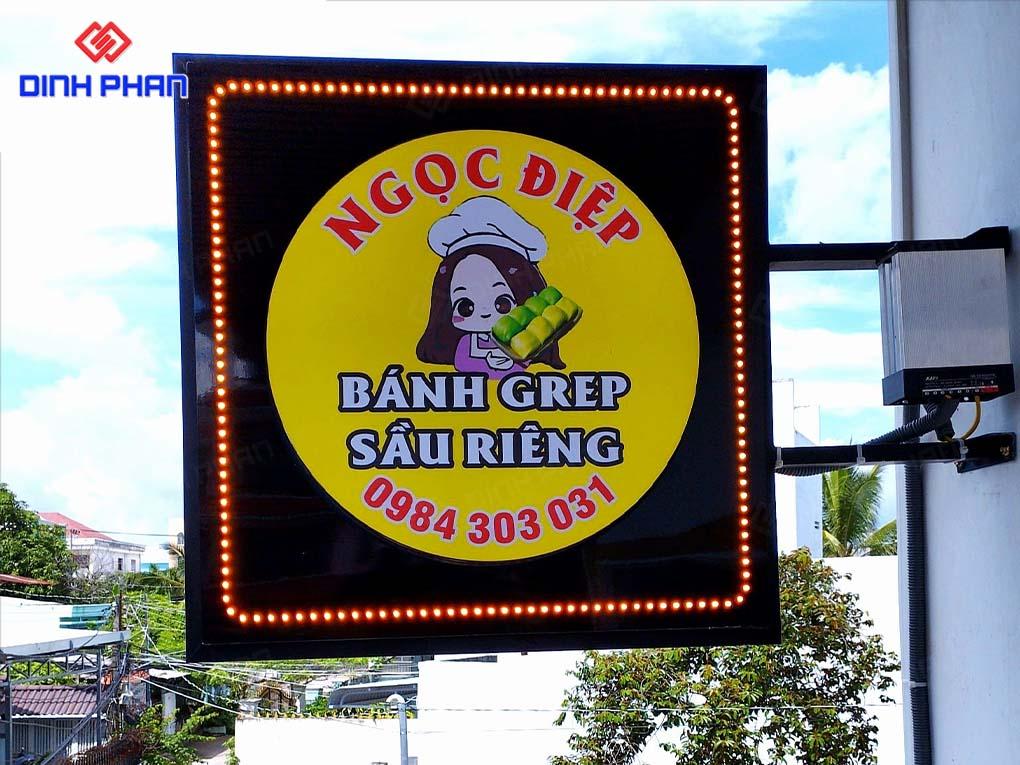 DINH PHAN
NGỌC ĐIỆP
BÁNH GREP
SẦU RIÊNG
0984 303 031